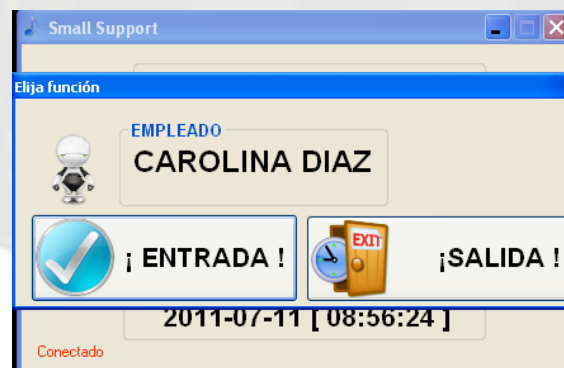 Small Support
Elija función
EMPLEADO
CAROLINA DIAZ
¡ ENTRADA !
EXIT
¡SALIDA !
2011-07-11 [ 08:56:24 ]
Conectado